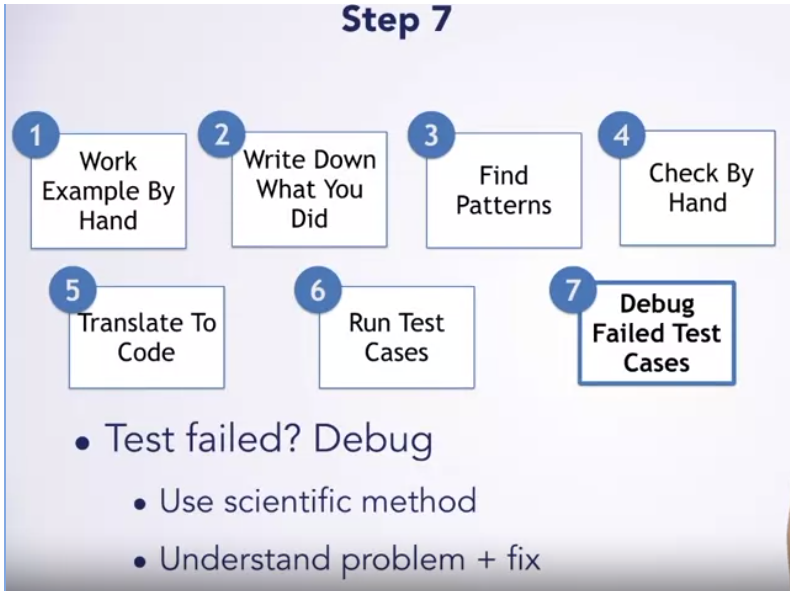 Step 7
1
Work
Example By
Hand
2
Write Down
What You
Did
3
Find
Patterns
4
Check By
Hand
5
Translate To
Code
6
Run Test
Cases
7
Debug
Failed Test
Cases
• Test failed? Debug
• Use scientific method
• Understand problem + fix